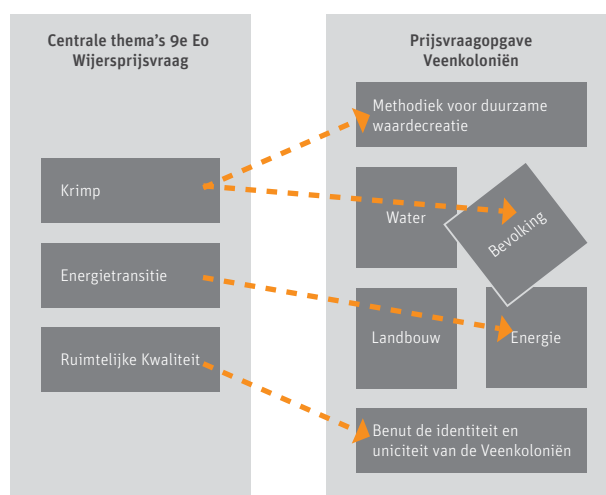 Centrale thema's 9e Eo
Wijersprijsvraag
Krimp
Energietransitie
Ruimtelijke Kwaliteit
Prijsvraagopgave
Veenkoloniën
Methodiek voor duurzame
waardecreatie
Water
Bevolking
Landbouw
Energie
Benut de identiteit en
uniciteit van de Veenkoloniën